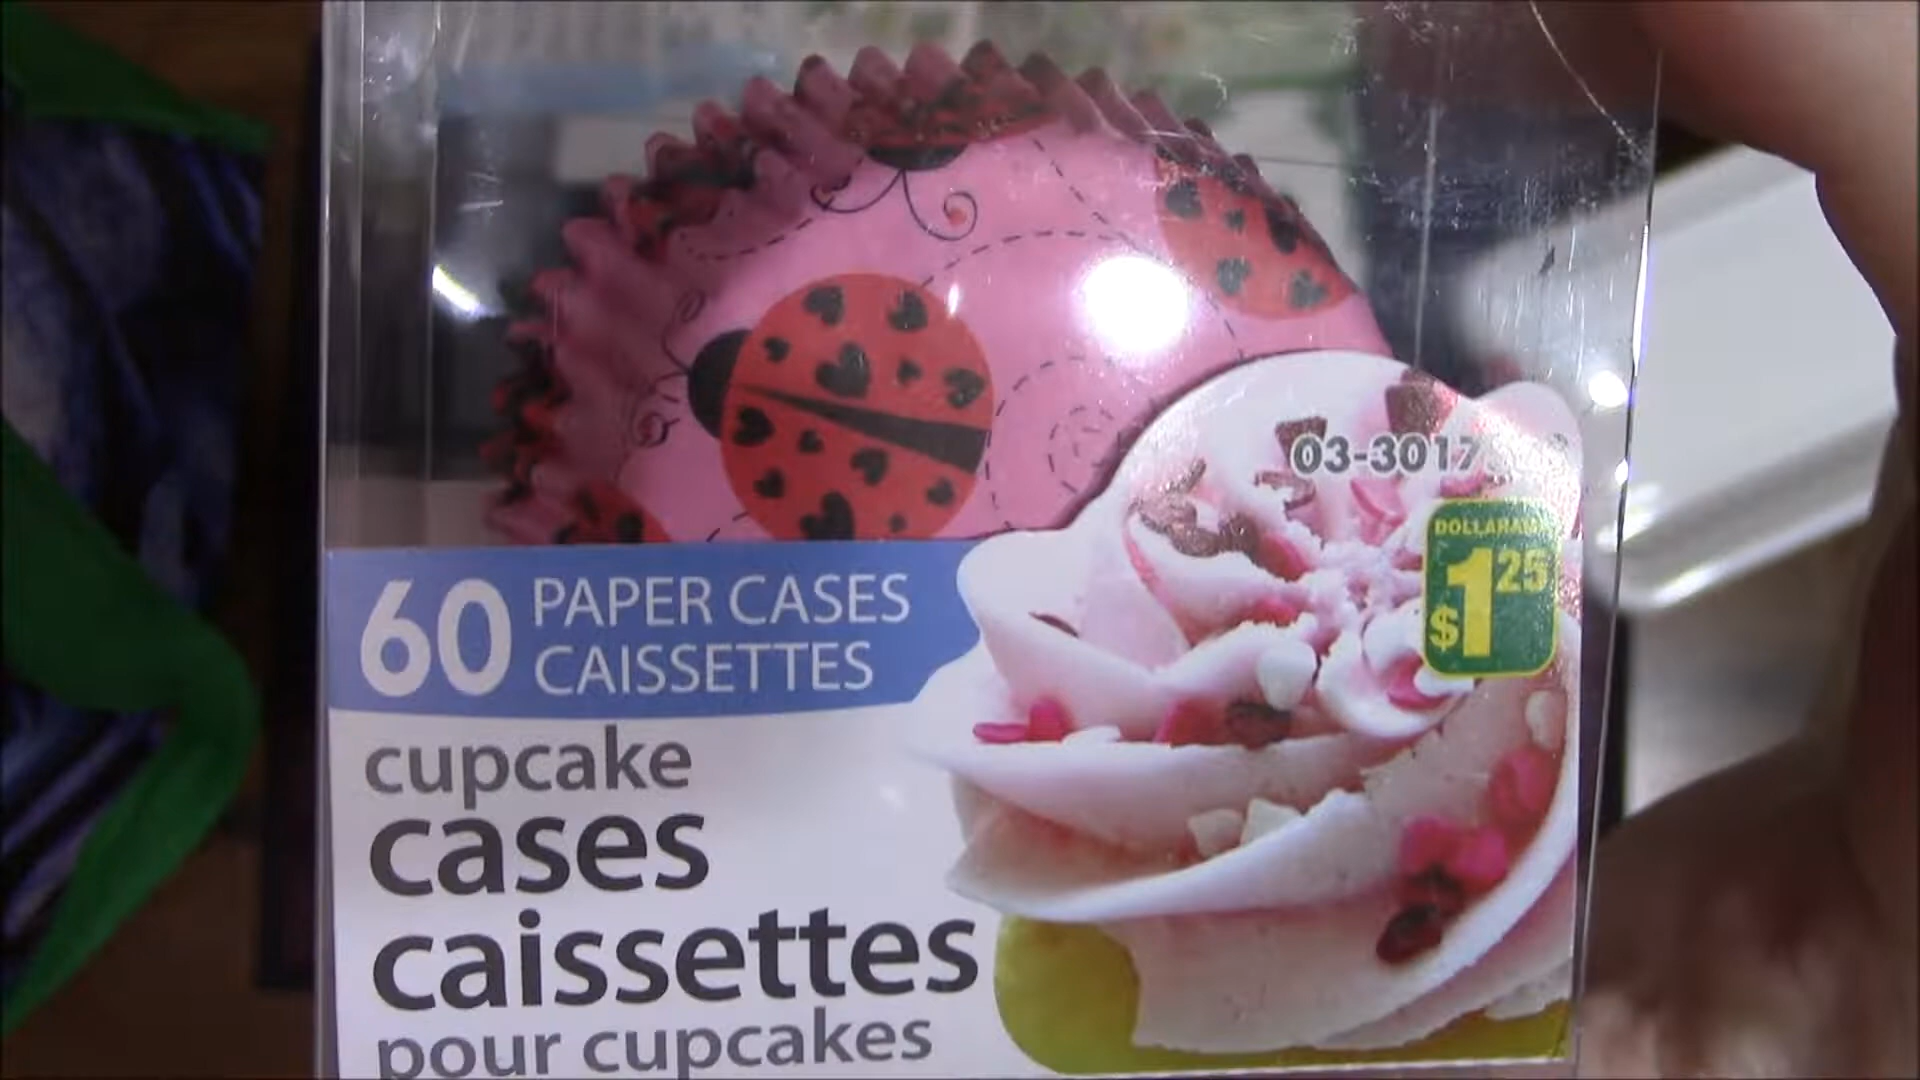 03-3017
DOLLARAMA
$1.25
60 PAPER CASES
CAISSETTES
cupcake
cases
caissettes
pour cupcakes